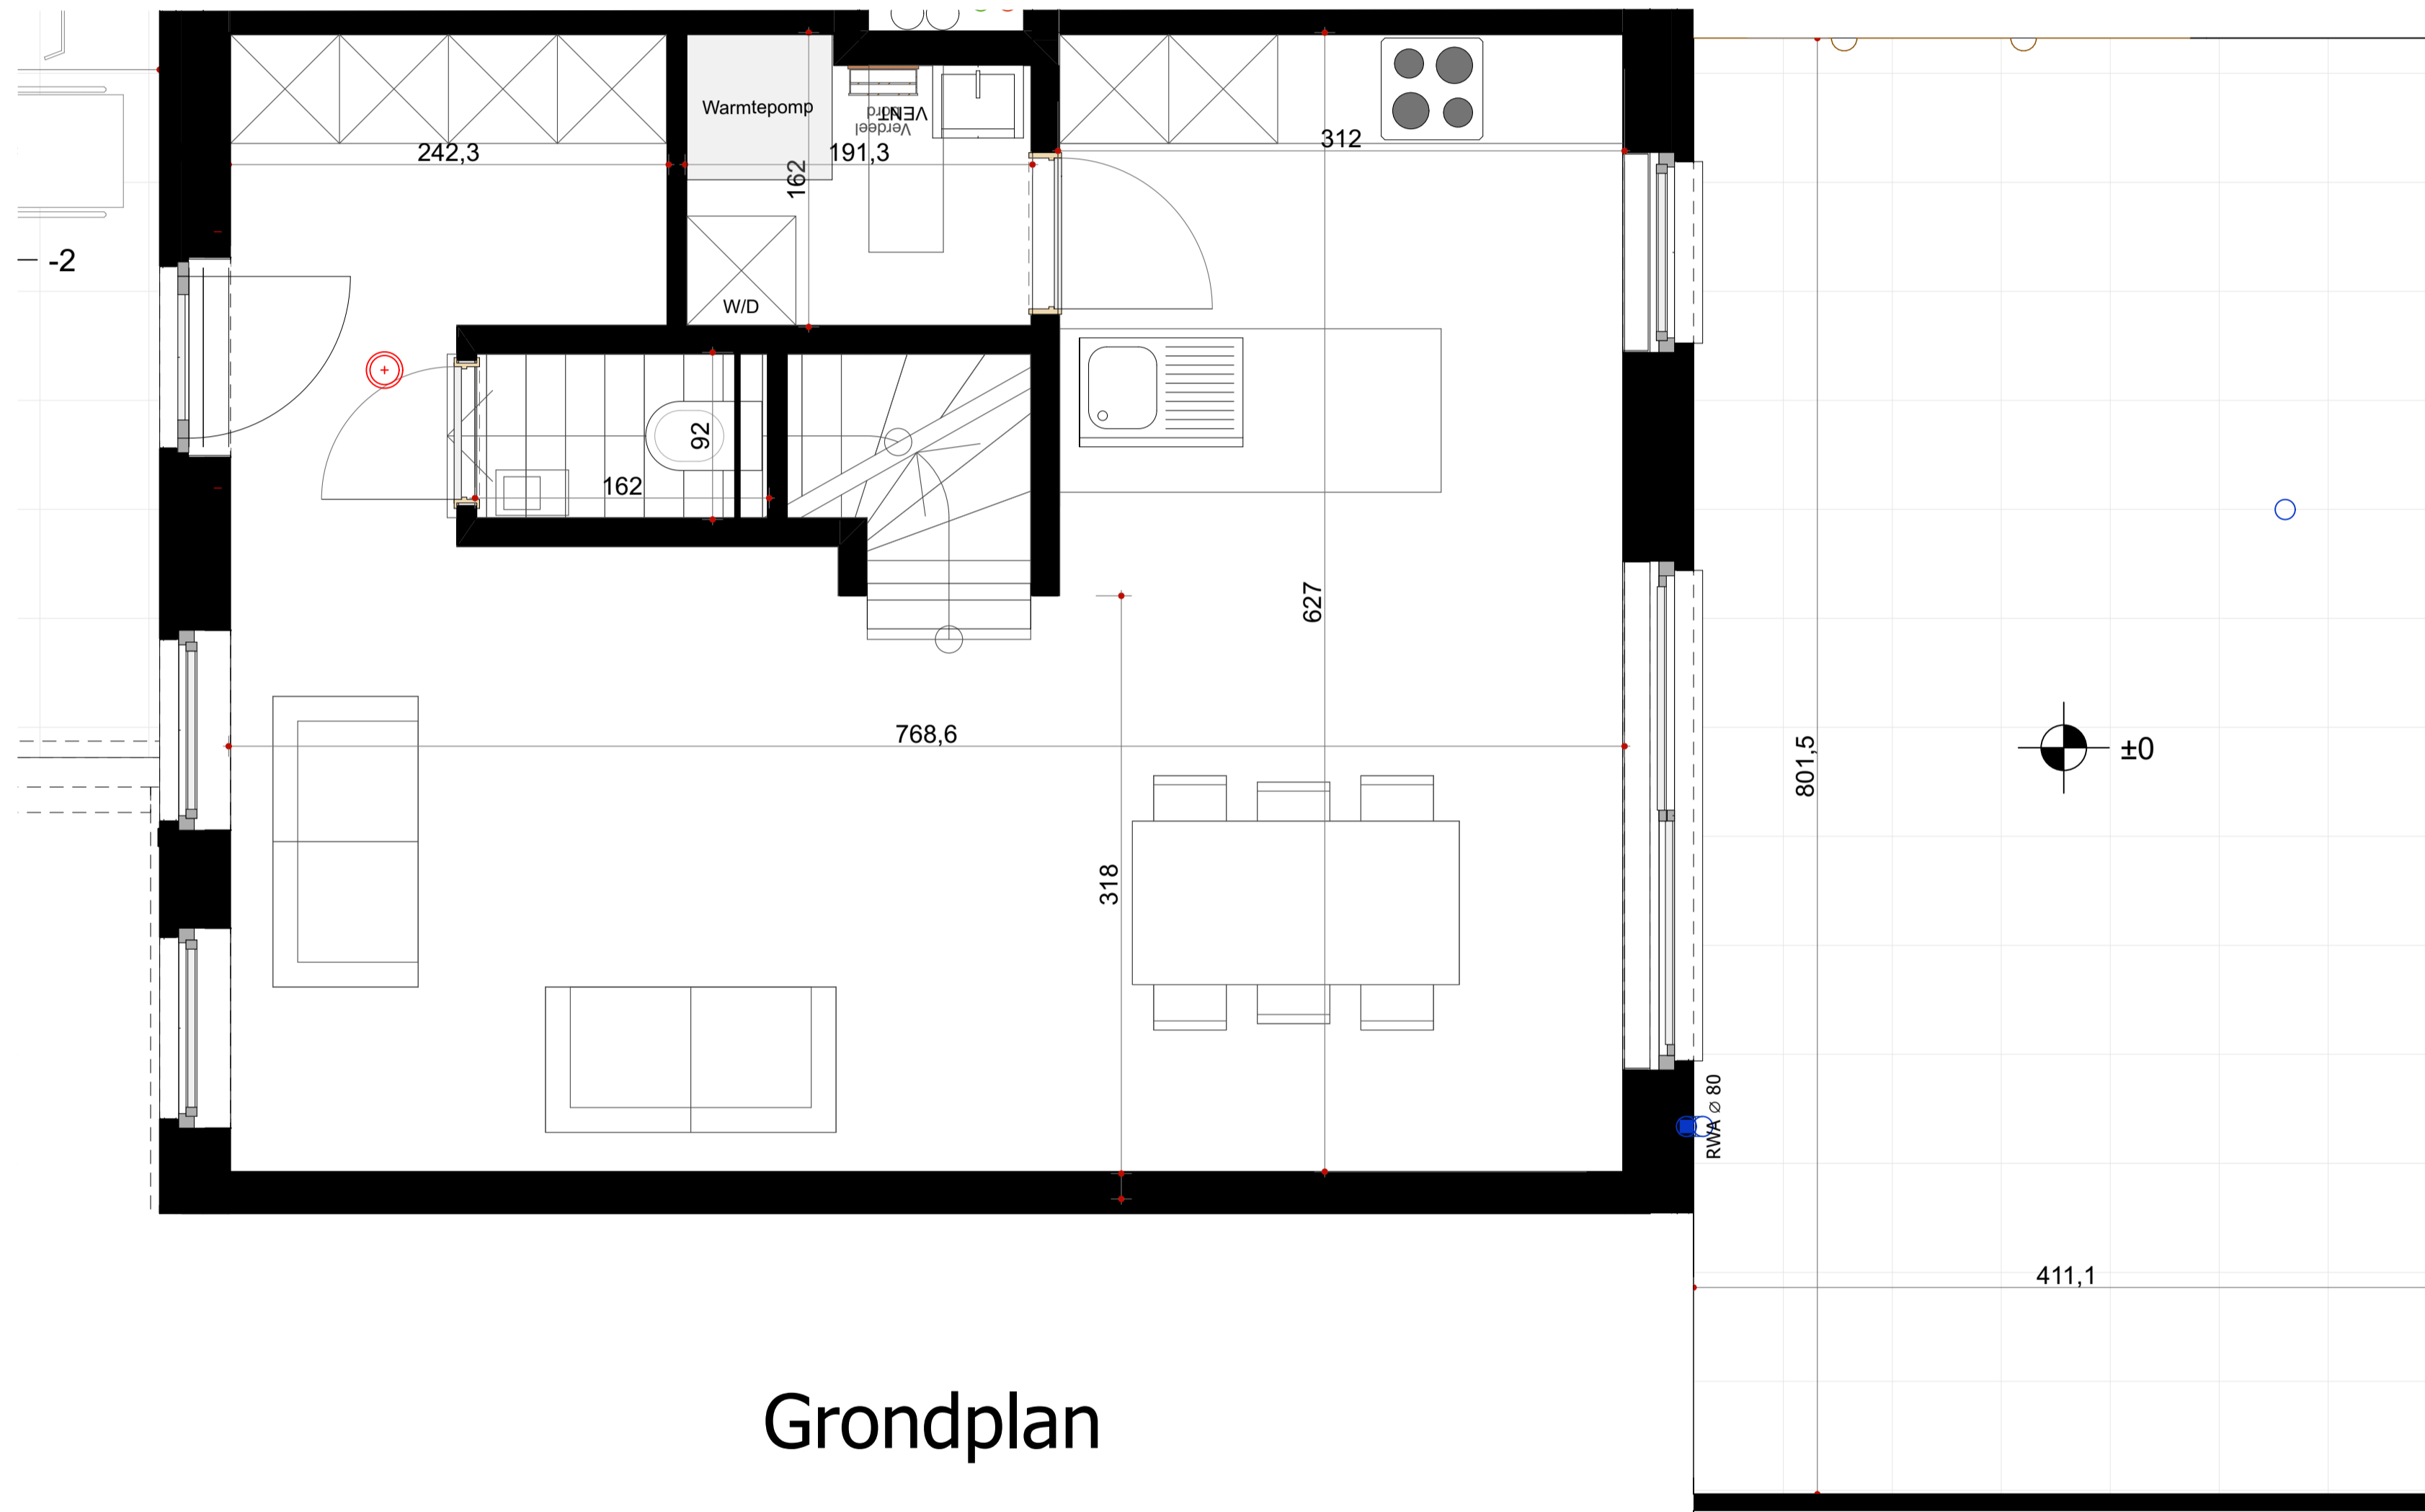 Warmtepomp
VENT
Verdeel
bord
242,3
191,3
312
162
-2
W/D
92
162
627
768,6
801,5
±0
318
RWA ⌀ 80
411,1
Grondplan